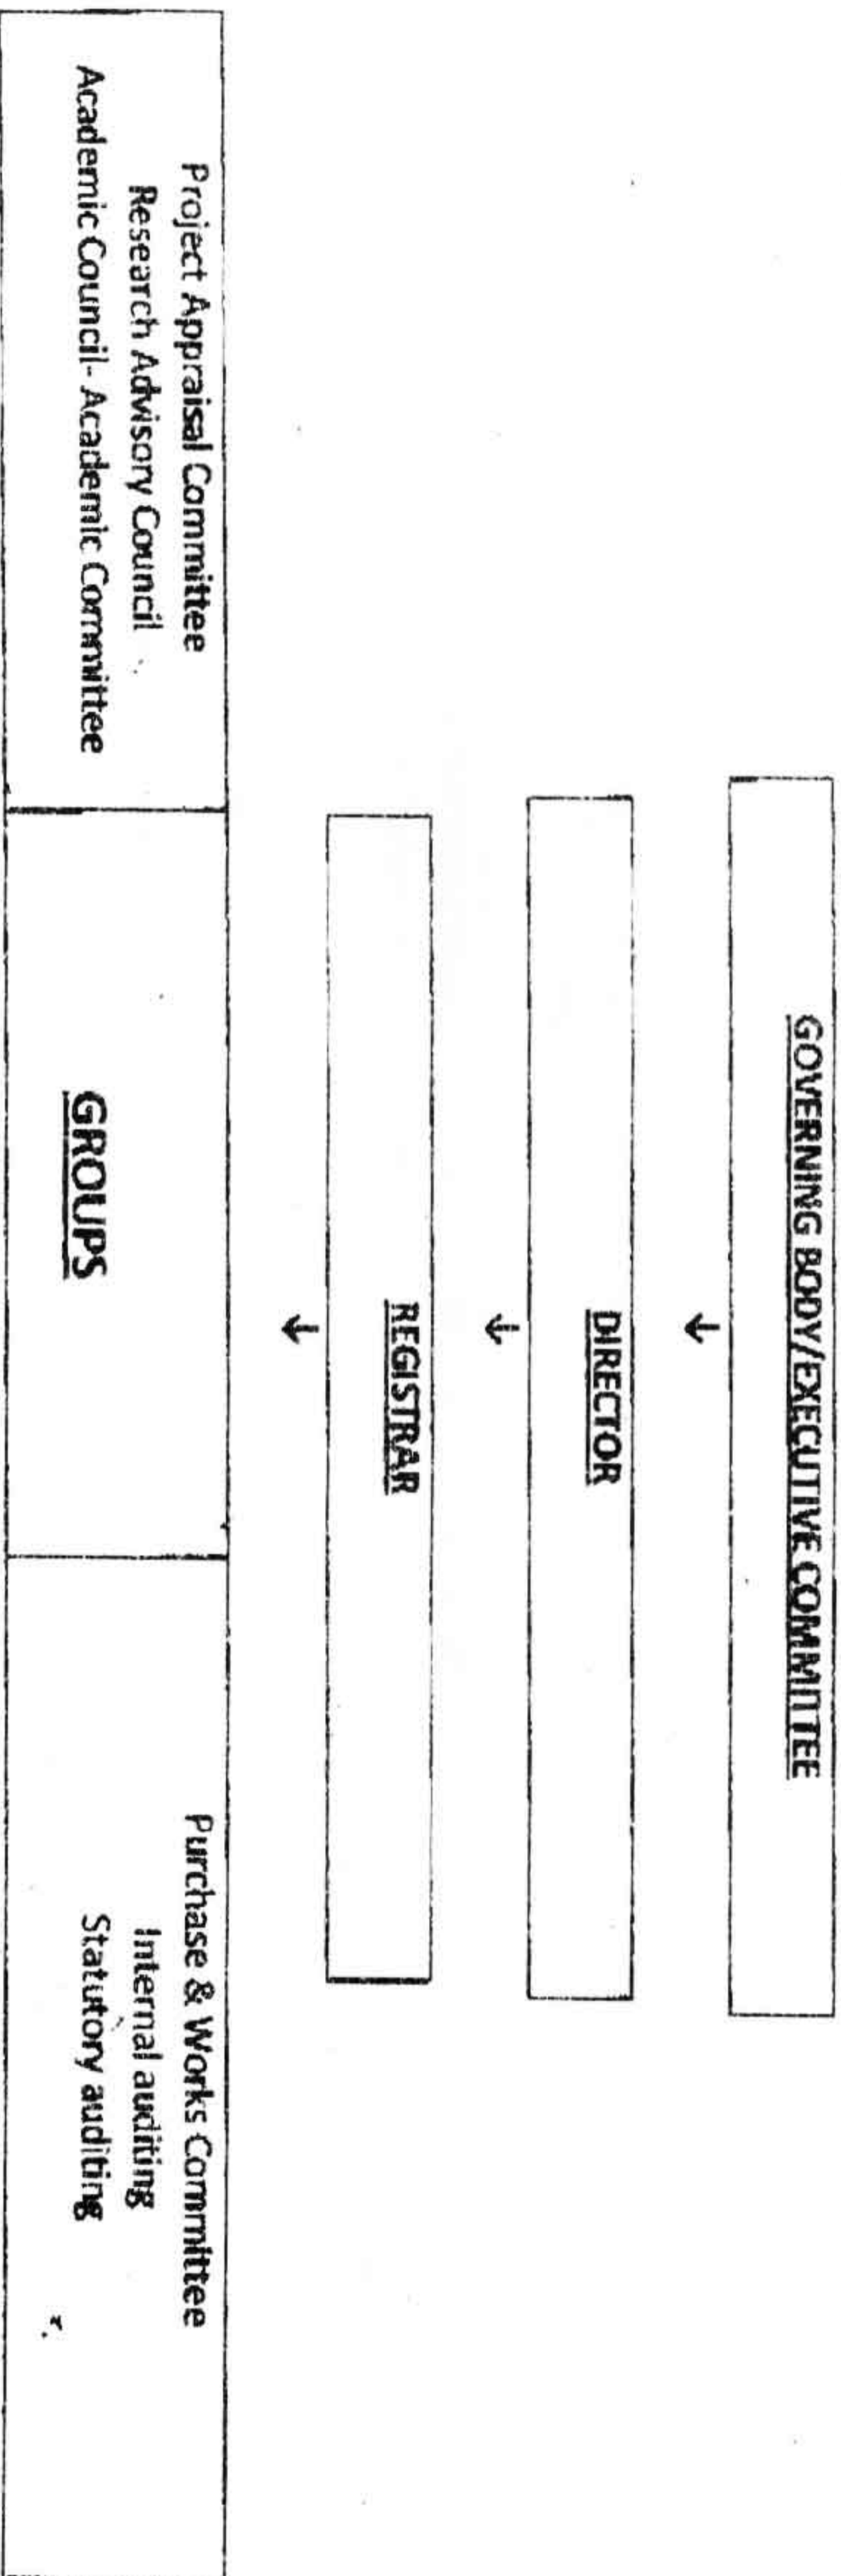 GOVERNING BODY/EXECUTIVE COMMITTEE
↓
DIRECTOR
↓
REGISTRAR
↓
Project Appraisal Committee
Research Advisory Council
Academic Council- Academic Committee
GROUPS
Purchase & Works Committee
Internal auditing
Statutory auditing